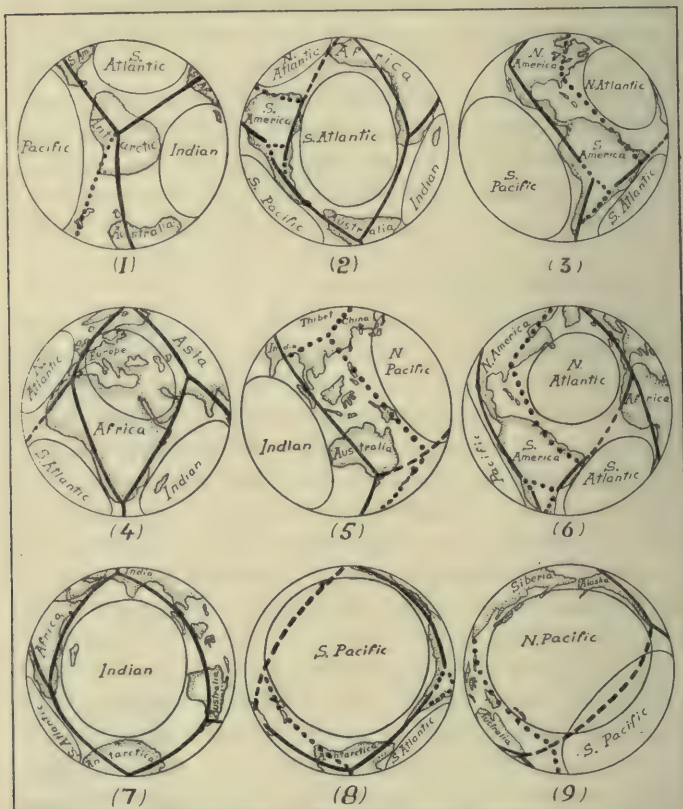 S. Am.
S.
Atlantic
Pacific
Antarctic
Indian
Australia
(1)
N.
Atlantic
Africa
S.
America
S. Atlantic
S. Pacific
Australia
Indian
(2)
N.
America
N. Atlantic
S.
America
S.
Pacific
S. Atlantic
(3)
Atlantic
Europe
Asia
Africa
S. Atlantic
Indian
(4)
Thibet
China
India
N.
Pacific
Indian
Australia
(5)
N. America
N.
Atlantic
Africa
S.
America
Pacific
S.
Atlantic
(6)
India
Africa
Indian
Australia
S. Atlantic
Antarctica
(7)
S. Pacific
Antarctica
S. Atlantic
(8)
Siberia
Alaska
N. Pacific
Australia
S. Pacific
(9)